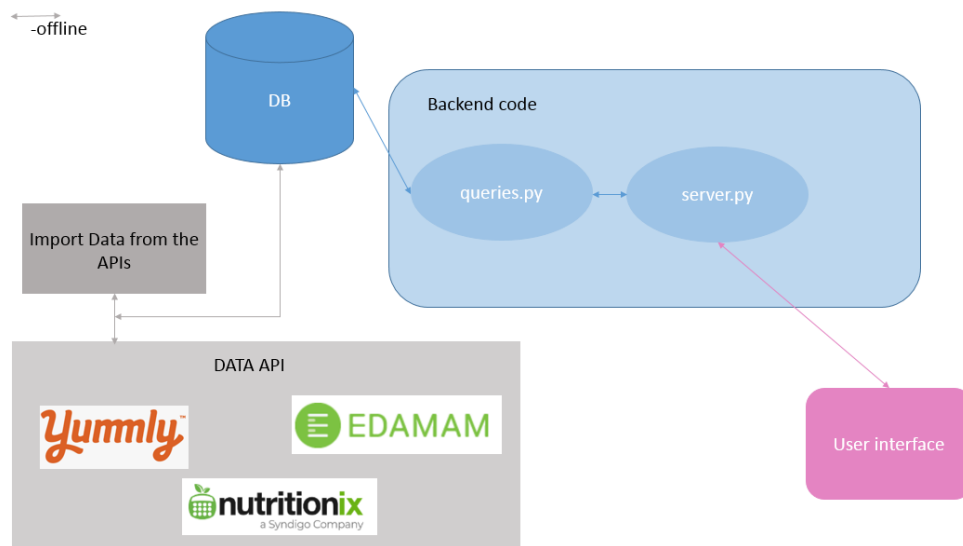 -offline
DB
Backend code
queries.py
server.py
Import Data from the
APIs
DATA API
Yummly™
EDAMAM
nutritionix
a Syndigo Company
User interface